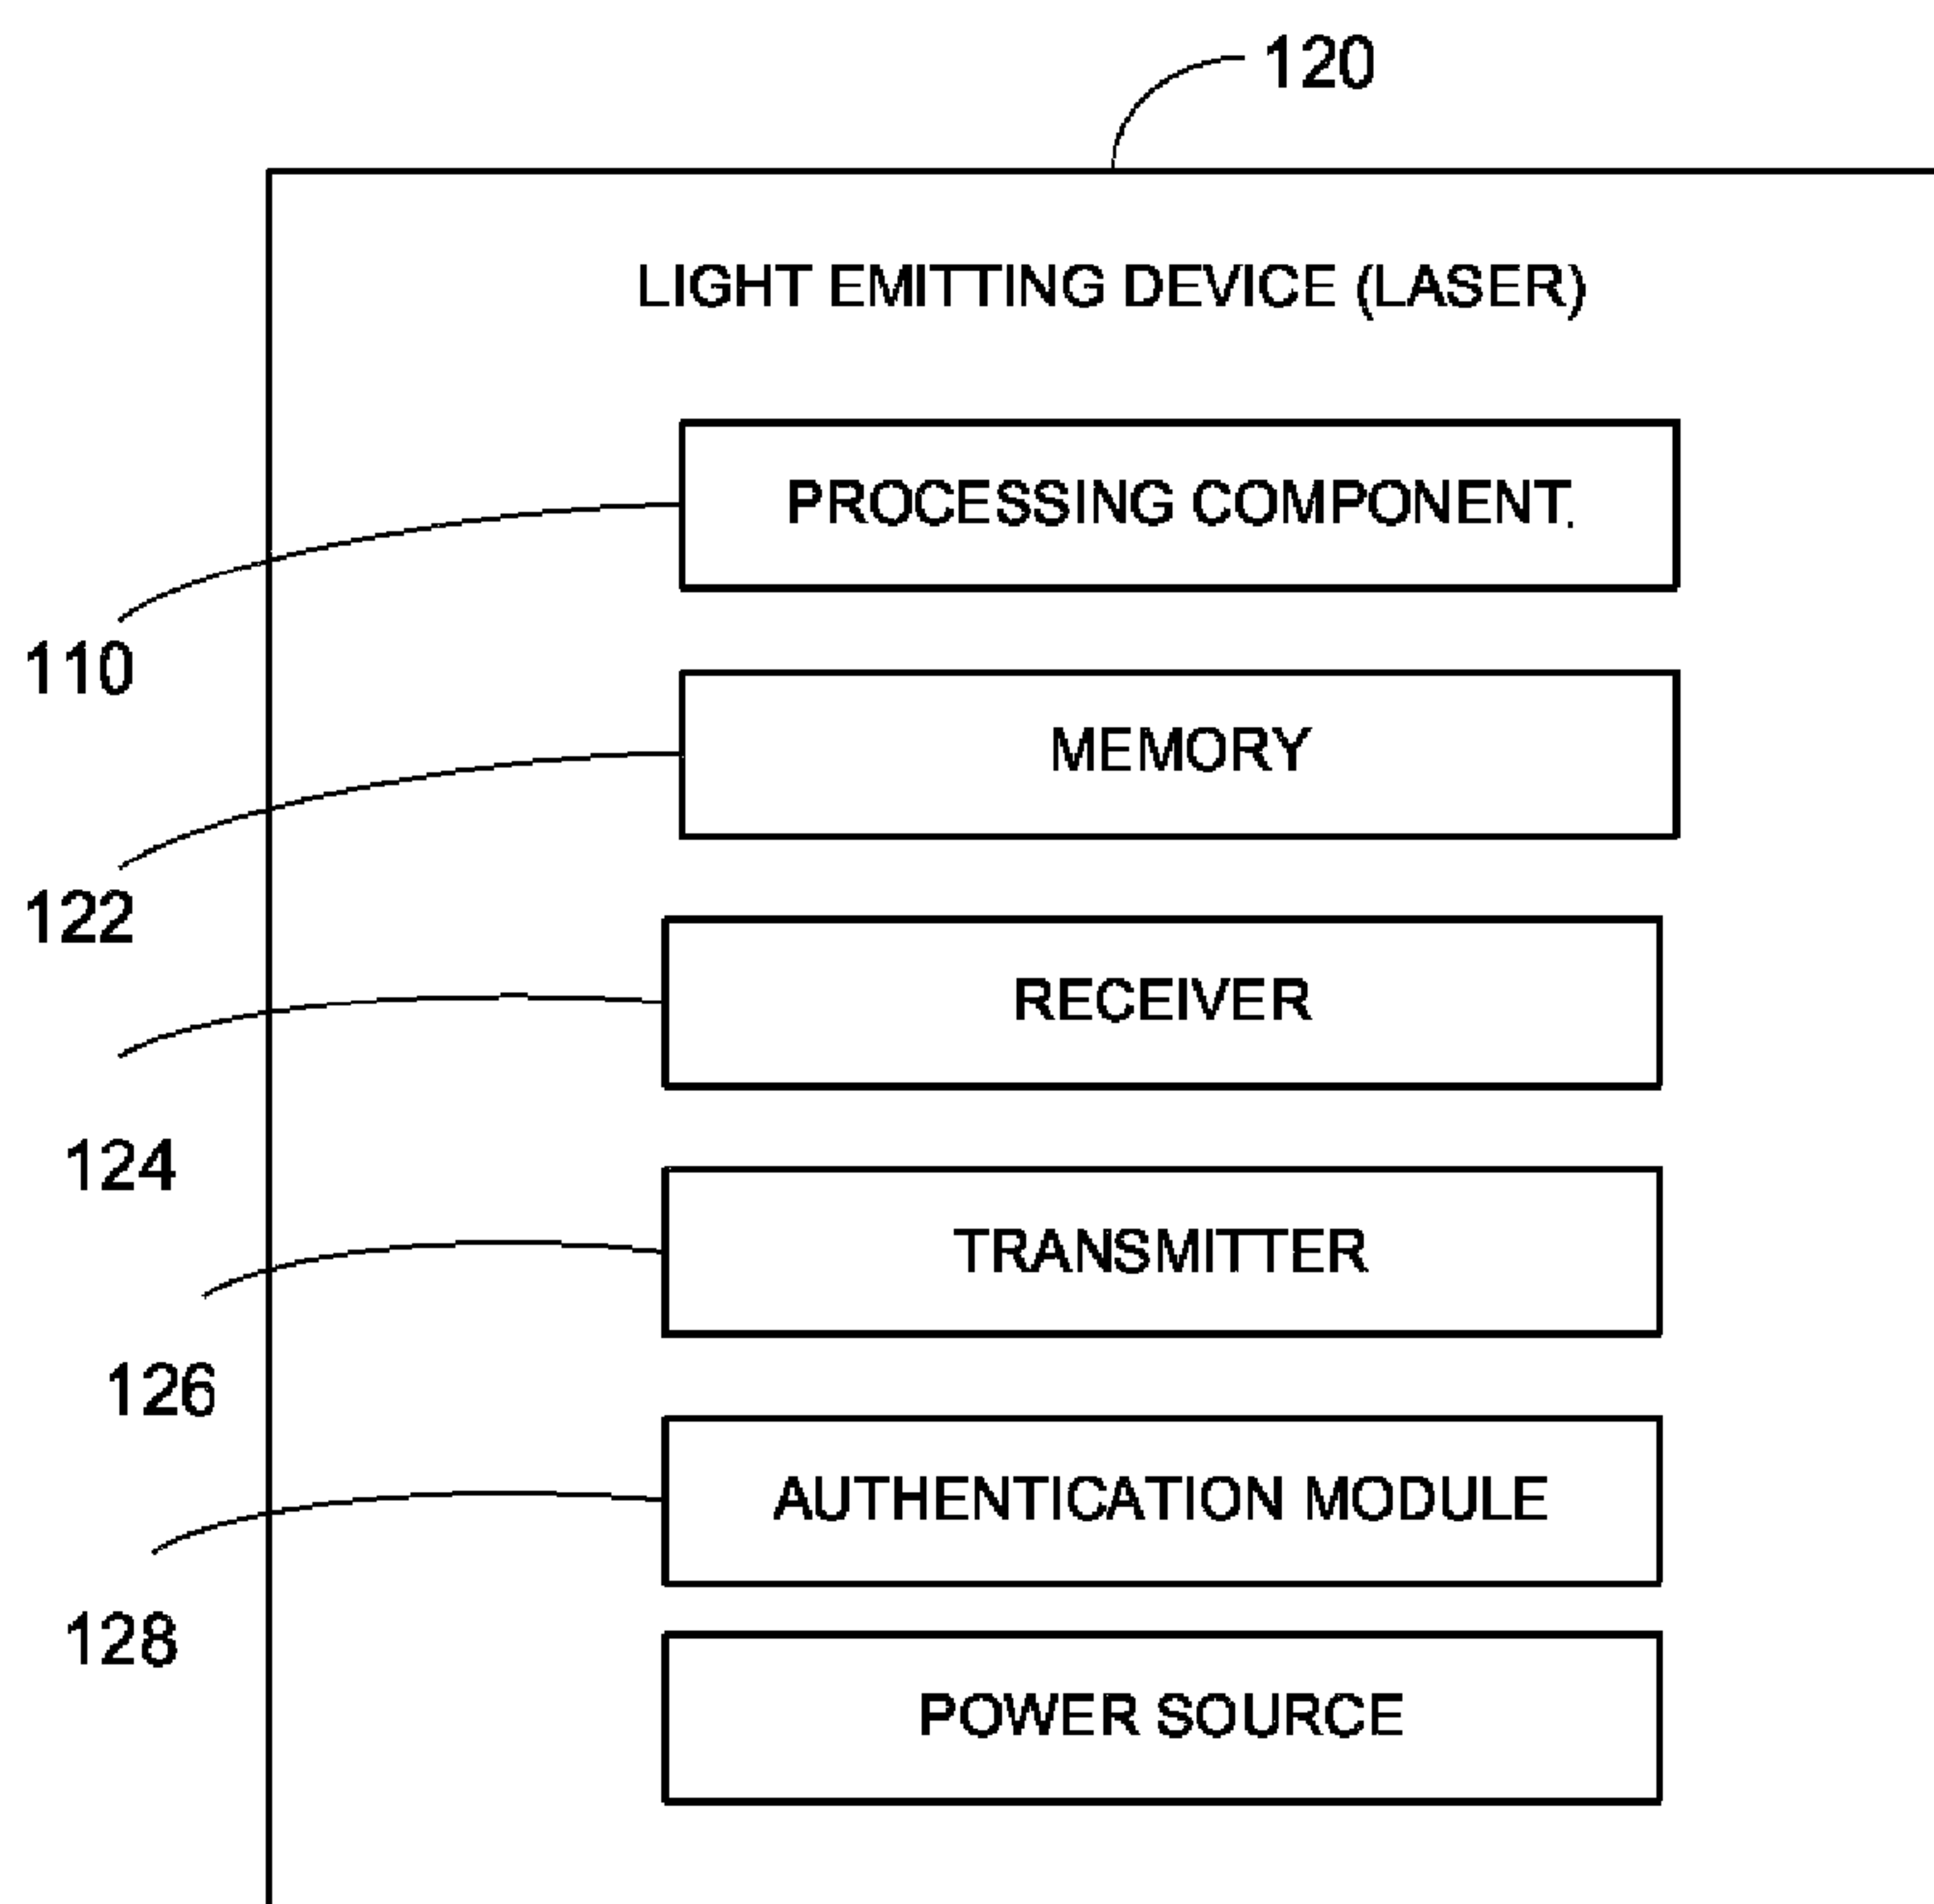 120
LIGHT EMITTING DEVICE (LASER)
PROCESSING COMPONENT.
110
MEMORY
122
RECEIVER
124
TRANSMITTER
126
AUTHENTICATION MODULE
128
POWER SOURCE